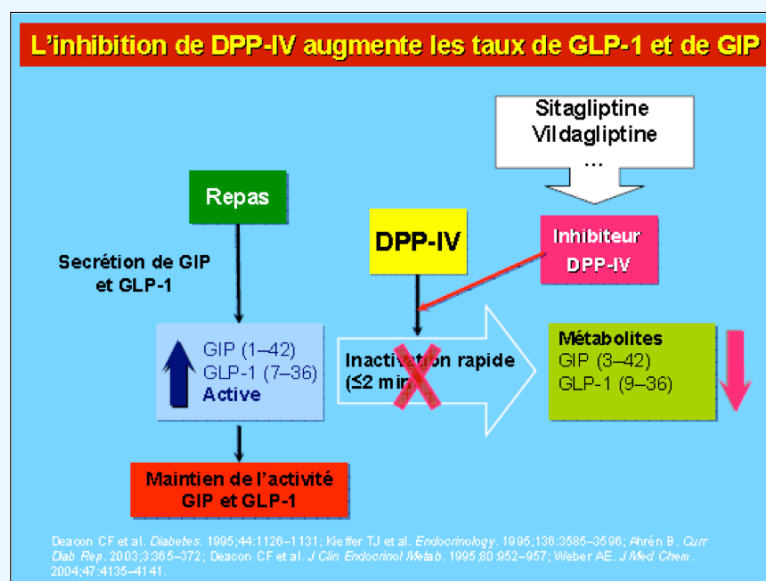 L'inhibition de DPP-IV augmente les taux de GLP-1 et de GIP
Sitagliptine
Vildagliptine
...
Repas
DPP-IV
Inhibiteur
DPP-IV
Secrétion de GIP
et GLP-1
GIP (1–42)
GLP-1 (7–36)
Active
Inactivation rapide
(≤2 min)
Métabolites
GIP (3–42)
GLP-1 (9–36)
Maintien de l'activité
GIP et GLP-1
Deacon CF et al. Diabetes. 1995;44:1126–1131; Kieffer TJ et al. Endocrinology. 1995;136:3585–3596; Ahrén B. Curr
Diab Rep. 2003;3:365–372; Deacon CF et al. J Clin Endocrinol Metab. 1995;80:952–957; Weber AE. J Med Chem.
2004;47:4135–4141.